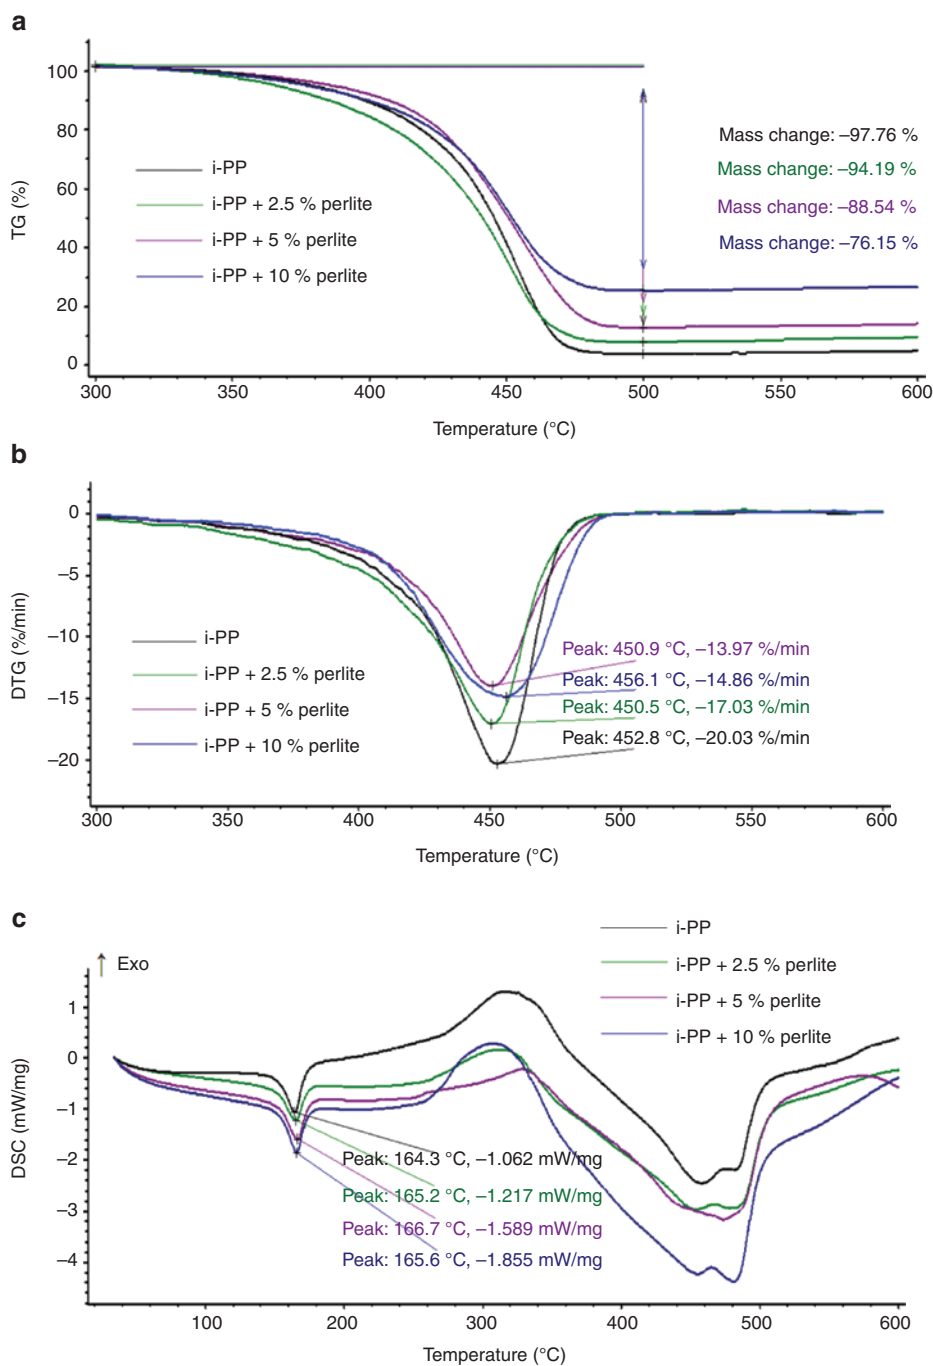 a
100
80
60
40
20
0
TG (%)
i-PP
i-PP + 2.5 % perlite
i-PP + 5 % perlite
i-PP + 10 % perlite
Mass change: –97.76 %
Mass change: –94.19 %
Mass change: –88.54 %
Mass change: –76.15 %
300 350 400 450 500 550 600
Temperature (°C)
b
0
–5
–10
–15
–20
DTG (%/min)
i-PP
i-PP + 2.5 % perlite
i-PP + 5 % perlite
i-PP + 10 % perlite
Peak: 450.9 °C, –13.97 %/min
Peak: 456.1 °C, –14.86 %/min
Peak: 450.5 °C, –17.03 %/min
Peak: 452.8 °C, –20.03 %/min
300 400 450 500 550 600
Temperature (°C)
c
i-PP
i-PP + 2.5 % perlite
i-PP + 5 % perlite
i-PP + 10 % perlite
Exo
1
0
–1
–2
–3
–4
DSC (mW/mg)
Peak: 164.3 °C, –1.062 mW/mg
Peak: 165.2 °C, –1.217 mW/mg
Peak: 166.7 °C, –1.589 mW/mg
Peak: 165.6 °C, –1.855 mW/mg
100 200 300 400 500 600
Temperature (°C)